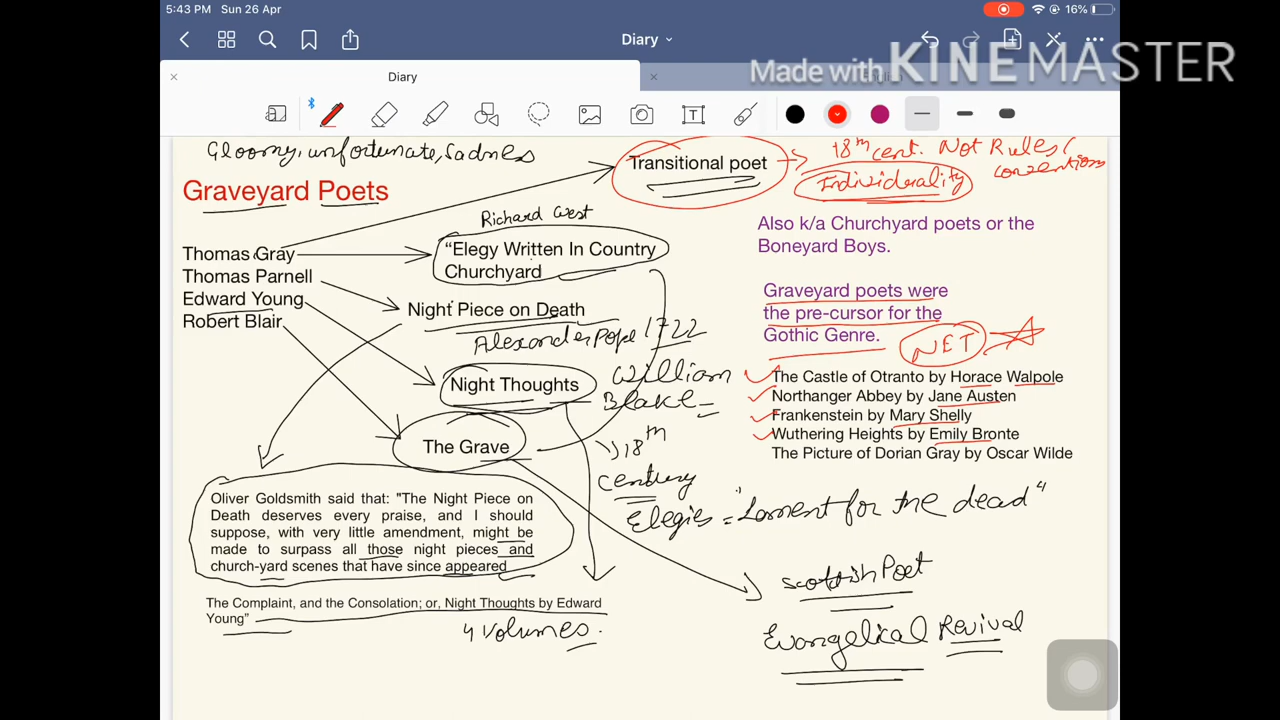 5:43 PM Sun 26 Apr
16%
Diary
Made with KINEMASTER
Diary
Gloomy, unfortunate, Sadness
Graveyard Poets
Transitional poet
18th cent. Not Rules/
conventions
Individuality
Richard West
Also k/a Churchyard poets or the
Boneyard Boys.
Thomas Gray
"Elegy Written In Country
Churchyard
Thomas Parnell
Edward Young
Night Piece on Death
Robert Blair
Alexander Pope 1722
Graveyard poets were
the pre-cursor for the
Gothic Genre.
NET
Night Thoughts
William
Blake
The Castle of Otranto by Horace Walpole
Northanger Abbey by Jane Austen
Frankenstein by Mary Shelly
Wuthering Heights by Emily Bronte
The Picture of Dorian Gray by Oscar Wilde
The Grave
18th
century
Elegies = "Lament for the dead"
Oliver Goldsmith said that: "The Night Piece on
Death deserves every praise, and I should
suppose, with very little amendment, might be
made to surpass all those night pieces and
church-yard scenes that have since appeared
Scottish Poet
Evangelical Revival
The Complaint, and the Consolation; or, Night Thoughts by Edward
Young"
4 volumes.